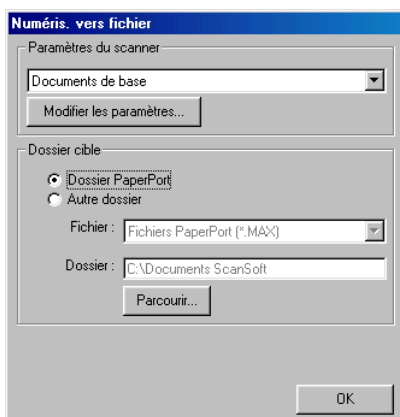 Numéris. vers fichier
Paramètres du scanner
Documents de base
Modifier les paramètres...
Dossier cible
Dossier PaperPort
Autre dossier
Fichier : Fichiers PaperPort (*.MAX)
Dossier : C:\Documents ScanSoft
Parcourir...
OK